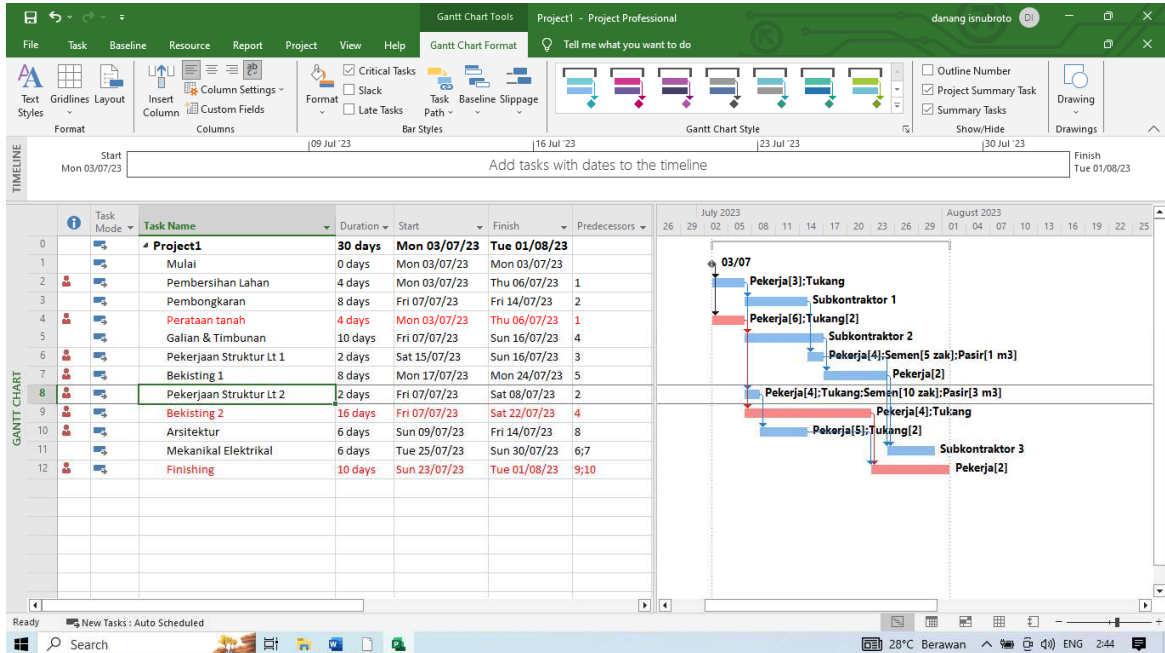 Gantt Chart Tools Project1 - Project Professional danang isnubroto DI
File Task Baseline Resource Report Project View Help Gantt Chart Format Tell me what you want to do
Text Styles Gridlines Layout Insert Column Column Settings Custom Fields Format Critical Tasks Slack Late Tasks Task Path Baseline Slippage Outline Number Project Summary Task Summary Tasks Drawing
Format Columns Bar Styles Gantt Chart Style Show/Hide Drawings
TIMELINE
09 Jul '23 16 Jul '23 23 Jul '23 30 Jul '23
Start
Mon 03/07/23
Add tasks with dates to the timeline
Finish
Tue 01/08/23
GANTT CHART
Task Mode Task Name Duration Start Finish Predecessors
July 2023 August 2023
26 29 02 05 08 11 14 17 20 23 26 29 01 04 07 10 13 16 19 22 25
0 Project1 30 days Mon 03/07/23 Tue 01/08/23
1 Mulai 0 days Mon 03/07/23 Mon 03/07/23 03/07
2 Pembersihan Lahan 4 days Mon 03/07/23 Thu 06/07/23 1 Pekerja[3];Tukang
3 Pembongkaran 8 days Fri 07/07/23 Fri 14/07/23 2 Subkontraktor 1
4 Perataan tanah 4 days Mon 03/07/23 Thu 06/07/23 1 Pekerja[6];Tukang[2]
5 Galian & Timbunan 10 days Fri 07/07/23 Sun 16/07/23 4 Subkontraktor 2
6 Pekerjaan Struktur Lt 1 2 days Sat 15/07/23 Sun 16/07/23 3 Pekerja[4];Semen[5 zak];Pasir[1 m3]
7 Bekisting 1 8 days Mon 17/07/23 Mon 24/07/23 5 Pekerja[2]
8 Pekerjaan Struktur Lt 2 2 days Fri 07/07/23 Sat 08/07/23 2 Pekerja[4];Tukang;Semen[10 zak];Pasir[3 m3]
9 Bekisting 2 16 days Fri 07/07/23 Sat 22/07/23 4 Pekerja[4];Tukang
10 Arsitektur 6 days Sun 09/07/23 Fri 14/07/23 8 Pekerja[5];Tukang[2]
11 Mekanikal Elektrikal 6 days Tue 25/07/23 Sun 30/07/23 6;7 Subkontraktor 3
12 Finishing 10 days Sun 23/07/23 Tue 01/08/23 9;10 Pekerja[2]
Ready New Tasks : Auto Scheduled
Search 28°C Berawan ENG 2:44